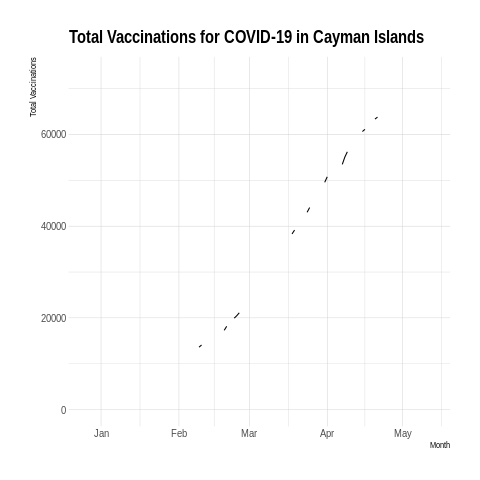 Total Vaccinations for COVID-19 in Cayman Islands
Total Vaccinations
60000
40000
20000
0
Jan Feb Mar Apr May
Month